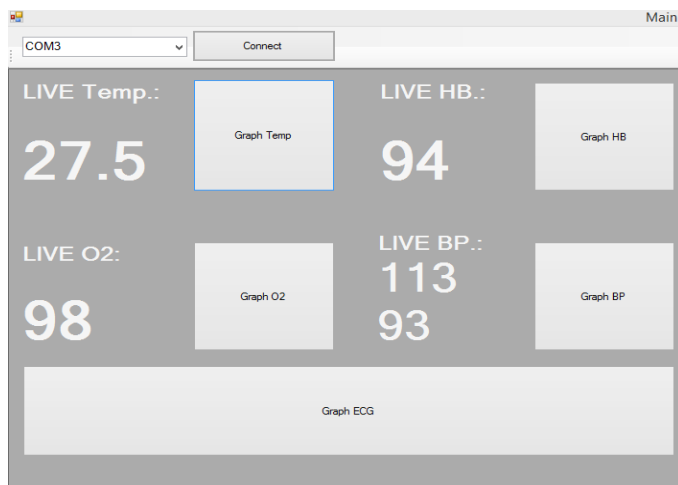 Main
COM3
Connect
LIVE Temp.:
27.5
Graph Temp
LIVE HB.:
94
Graph HB
LIVE O2:
98
Graph O2
LIVE BP.:
113
93
Graph BP
Graph ECG